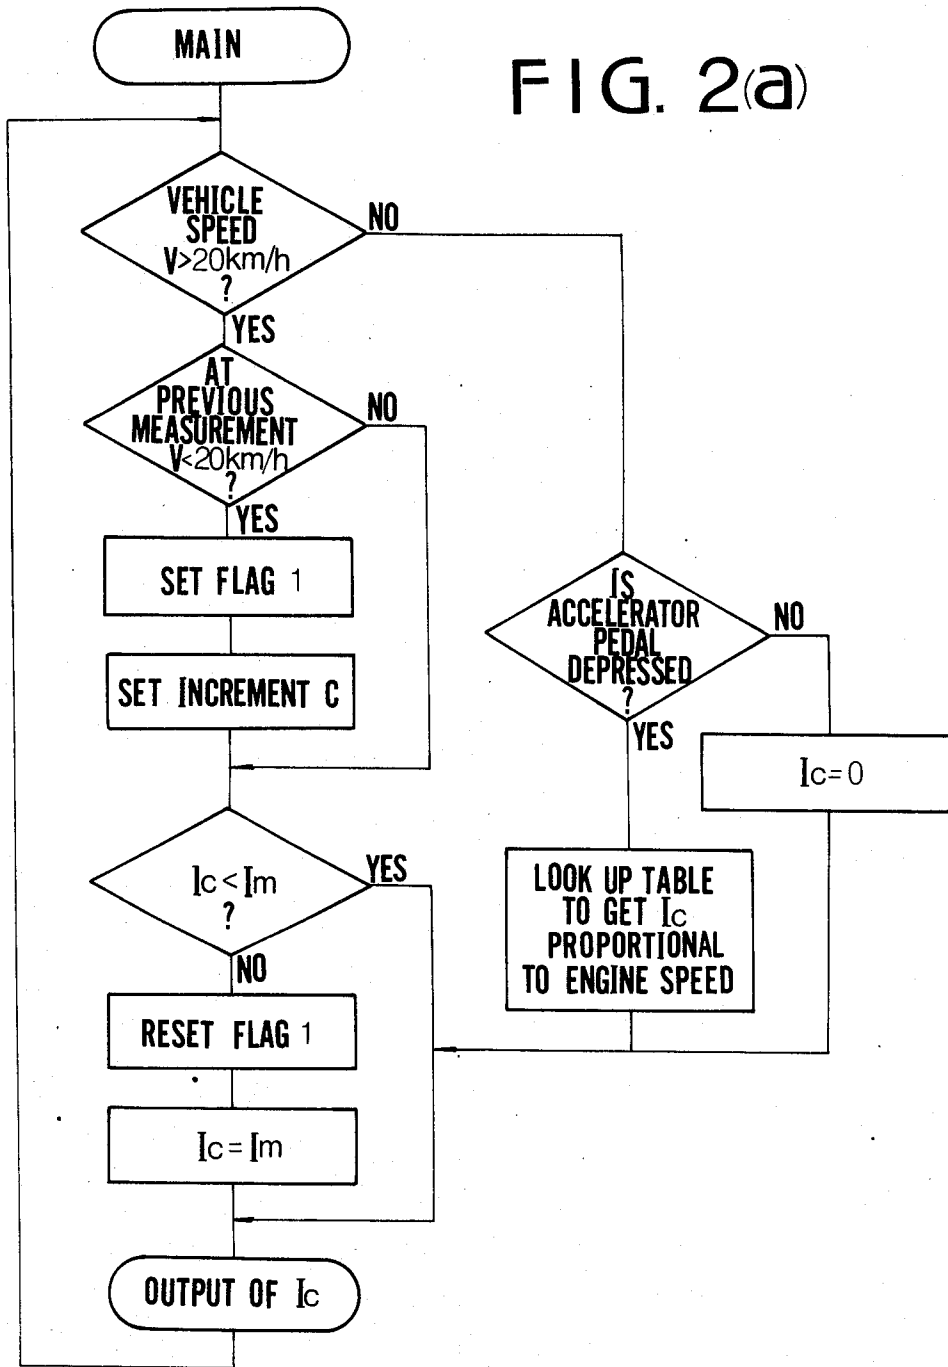 MAIN
FIG. 2(a)
VEHICLE
SPEED
V>20km/h
?
NO
YES
AT
PREVIOUS
MEASUREMENT
V<20km/h
?
NO
YES
SET FLAG 1
SET INCREMENT C
IS
ACCELERATOR
PEDAL
DEPRESSED
?
NO
YES
Ic=0
LOOK UP TABLE
TO GET Ic
PROPORTIONAL
TO ENGINE SPEED
Ic<Im
?
YES
NO
RESET FLAG 1
Ic=Im
OUTPUT OF Ic